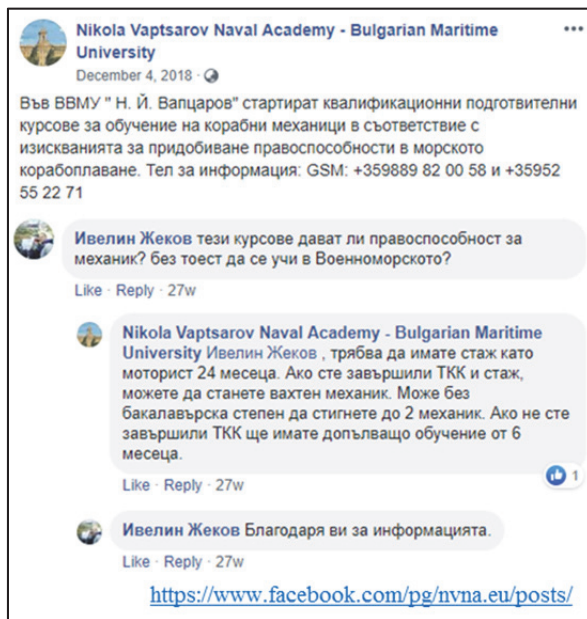 Nikola Vaptsarov Naval Academy - Bulgarian Maritime
University
December 4, 2018 ·
Във ВВМУ " Н. Й. Вапцаров" стартират квалификационни подготвителни
курсове за обучение на корабни механици в съответствие с
изискванията за придобиване правоспособности в морското
корабоплаване. Тел за информация: GSM: +359889 82 00 58 и +35952
55 22 71
Ивелин Жеков тези курсове дават ли правоспособност за
механик? без тоест да се учи в Военноморското?
Like · Reply · 27w
Nikola Vaptsarov Naval Academy - Bulgarian Maritime
University Ивелин Жеков , трябва да имате стаж като
моторист 24 месеца. Ако сте завършили ТКК и стаж,
можете да станете вахтен механик. Може без
бакалавърска степен да стигнете до 2 механик. Ако не сте
завършили ТКК ще имате допълващо обучение от 6
месеца.
1
Like · Reply · 27w
Ивелин Жеков Благодаря ви за информацията.
Like · Reply · 27w
https://www.facebook.com/pg/nvna.eu/posts/